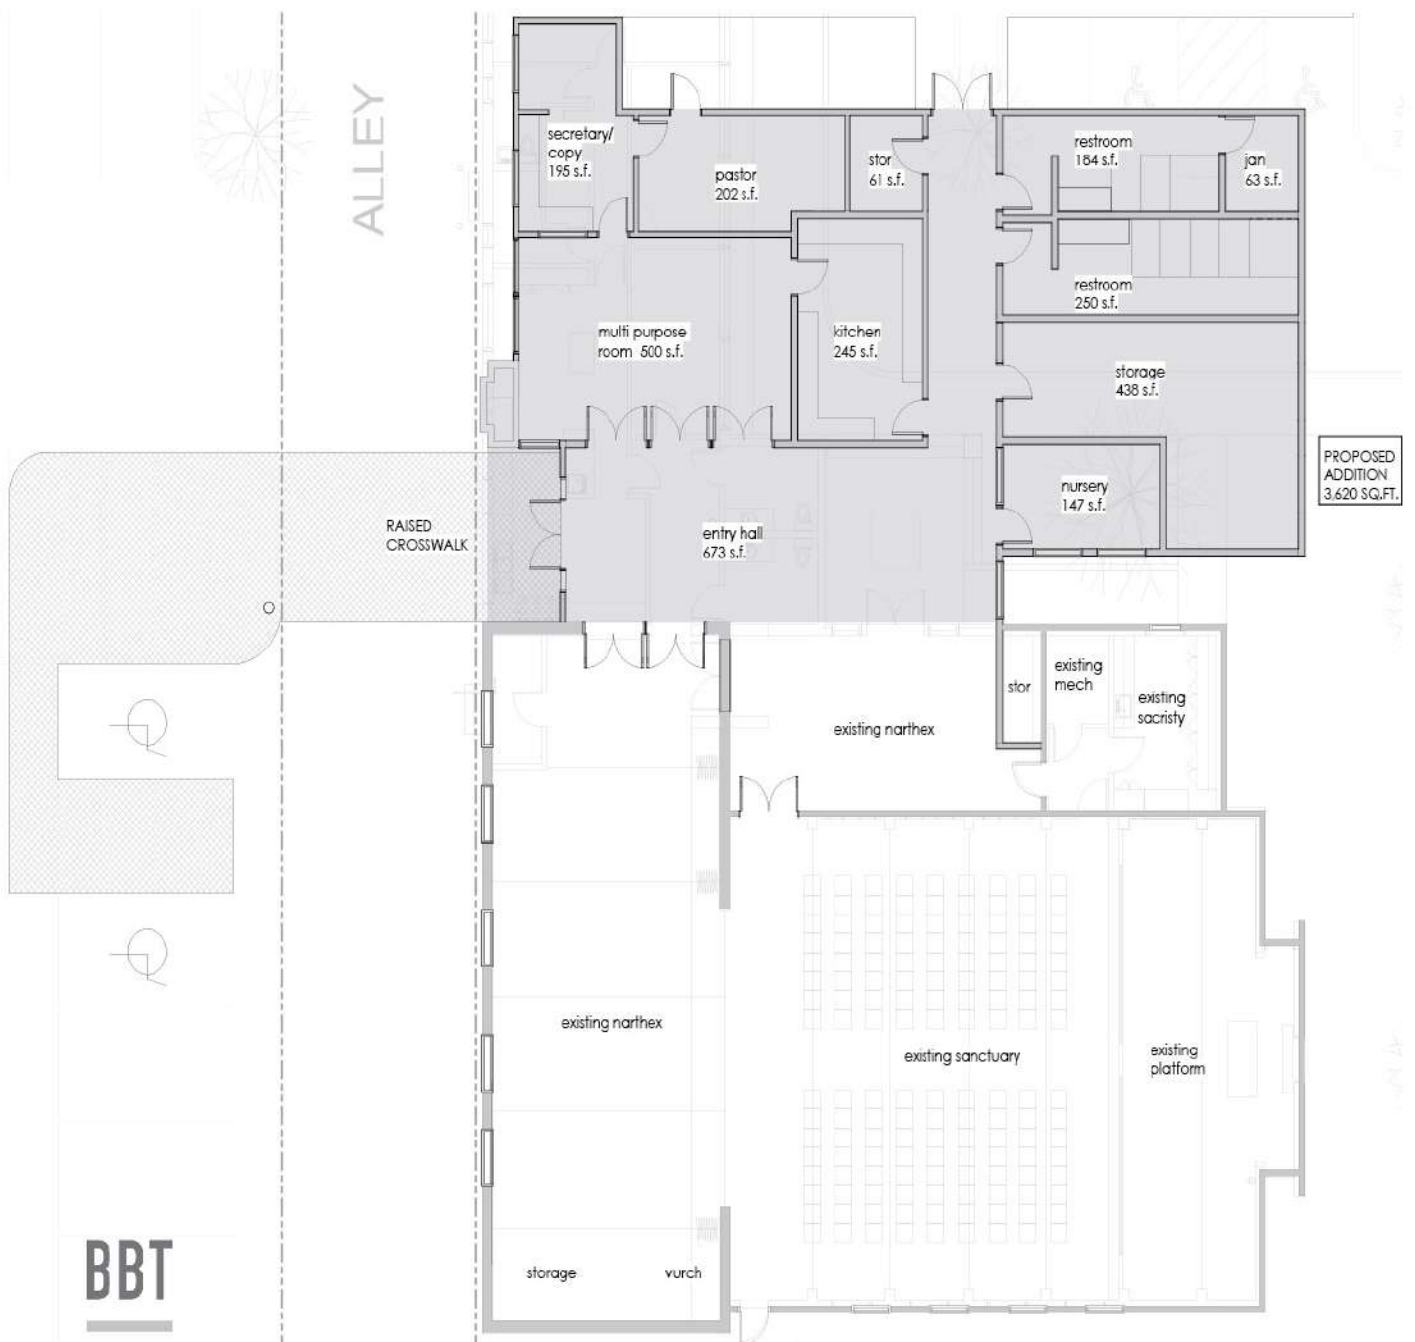 ALLEY
secretary/
copy
195 s.f.
pastor
202 s.f.
stor
61 s.f.
restroom
184 s.f.
jan
63 s.f.
restroom
250 s.f.
multi purpose
room 500 s.f.
kitchen
245 s.f.
storage
438 s.f.
PROPOSED
ADDITION
3,620 SQ.FT.
nursery
147 s.f.
RAISED
CROSSWALK
entry hall
673 s.f.
stor
existing
mech
existing
sacristy
existing narthex
existing narthex
existing sanctuary
existing
platform
storage
vurch
BBT